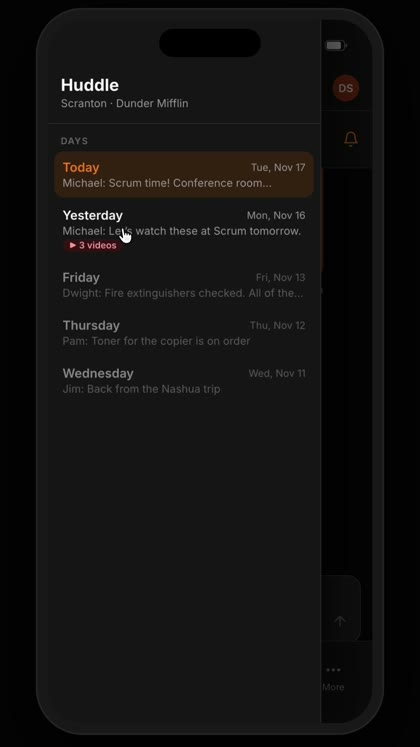 DS
Huddle
Scranton · Dunder Mifflin
DAYS
Today
Tue, Nov 17
Michael: Scrum time! Conference room...
Yesterday
Mon, Nov 16
Michael: Let's watch these at Scrum tomorrow.
▶ 3 videos
Friday
Fri, Nov 13
Dwight: Fire extinguishers checked. All of the...
Thursday
Thu, Nov 12
Pam: Toner for the copier is on order
Wednesday
Wed, Nov 11
Jim: Back from the Nashua trip
More